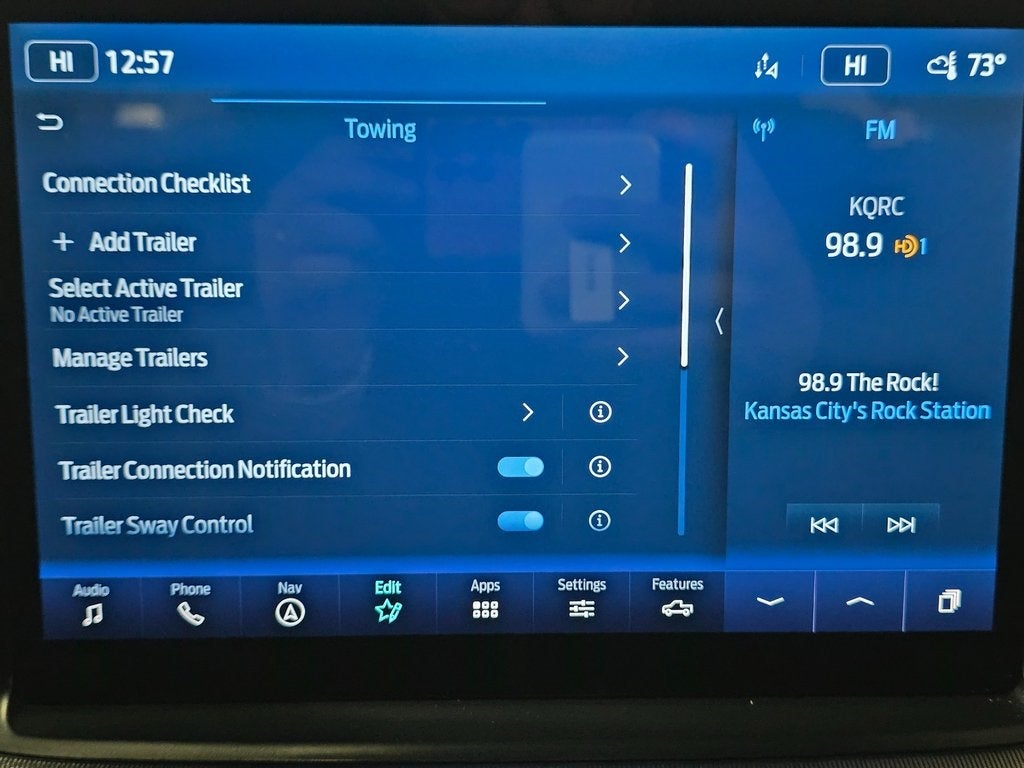 HI 12:57 HI 73°
Towing
Connection Checklist
+ Add Trailer
Select Active Trailer
No Active Trailer
Manage Trailers
Trailer Light Check
Trailer Connection Notification
Trailer Sway Control
FM
KQRC
98.9 HD1
98.9 The Rock!
Kansas City's Rock Station
Audio Phone Nav Edit Apps Settings Features